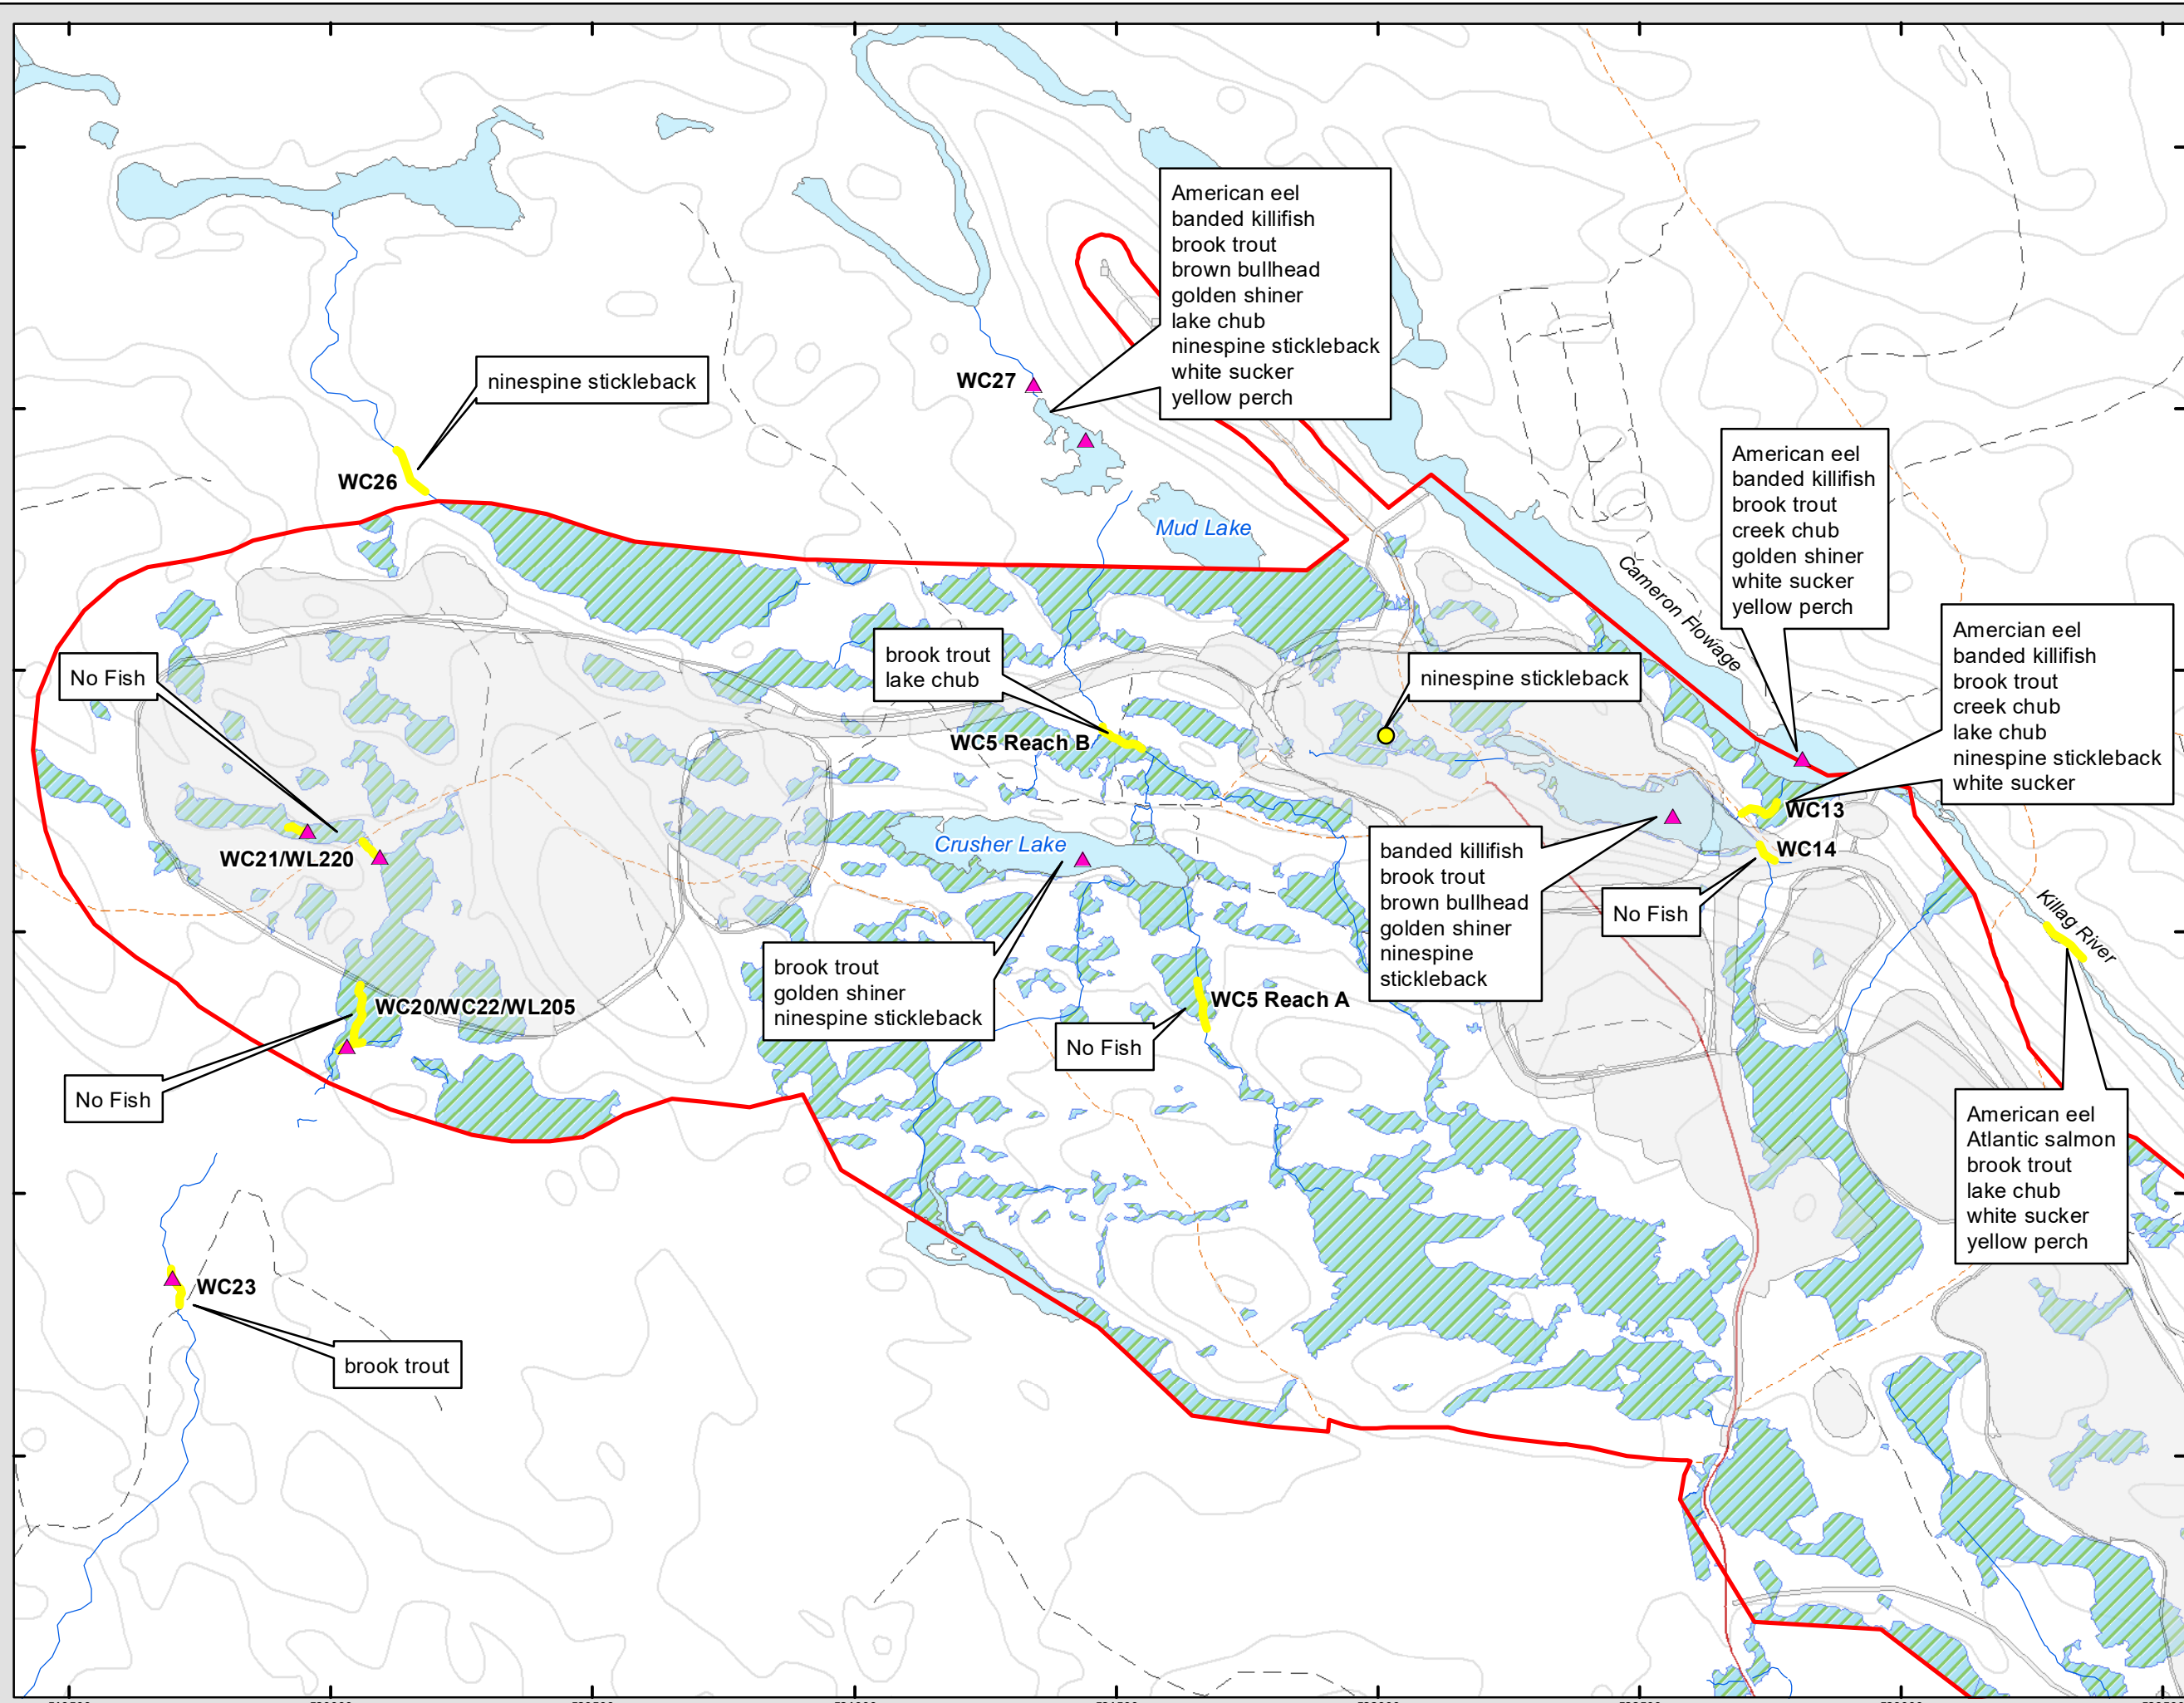 American eel
banded killifish
brook trout
brown bullhead
golden shiner
lake chub
ninespine stickleback
white sucker
yellow perch
ninespine stickleback
WC27
WC26
Mud Lake
American eel
banded killifish
brook trout
creek chub
golden shiner
white sucker
yellow perch
Cameron Flowage
Amercian eel
banded killifish
brook trout
creek chub
lake chub
ninespine stickleback
white sucker
No Fish
brook trout
lake chub
ninespine stickleback
WC5 Reach B
WC13
WC14
Crusher Lake
WC21/WL220
banded killifish
brook trout
brown bullhead
golden shiner
ninespine
stickleback
No Fish
Killag River
brook trout
golden shiner
ninespine stickleback
WC20/WC22/WL205
WC5 Reach A
No Fish
No Fish
American eel
Atlantic salmon
brook trout
lake chub
white sucker
yellow perch
WC23
brook trout